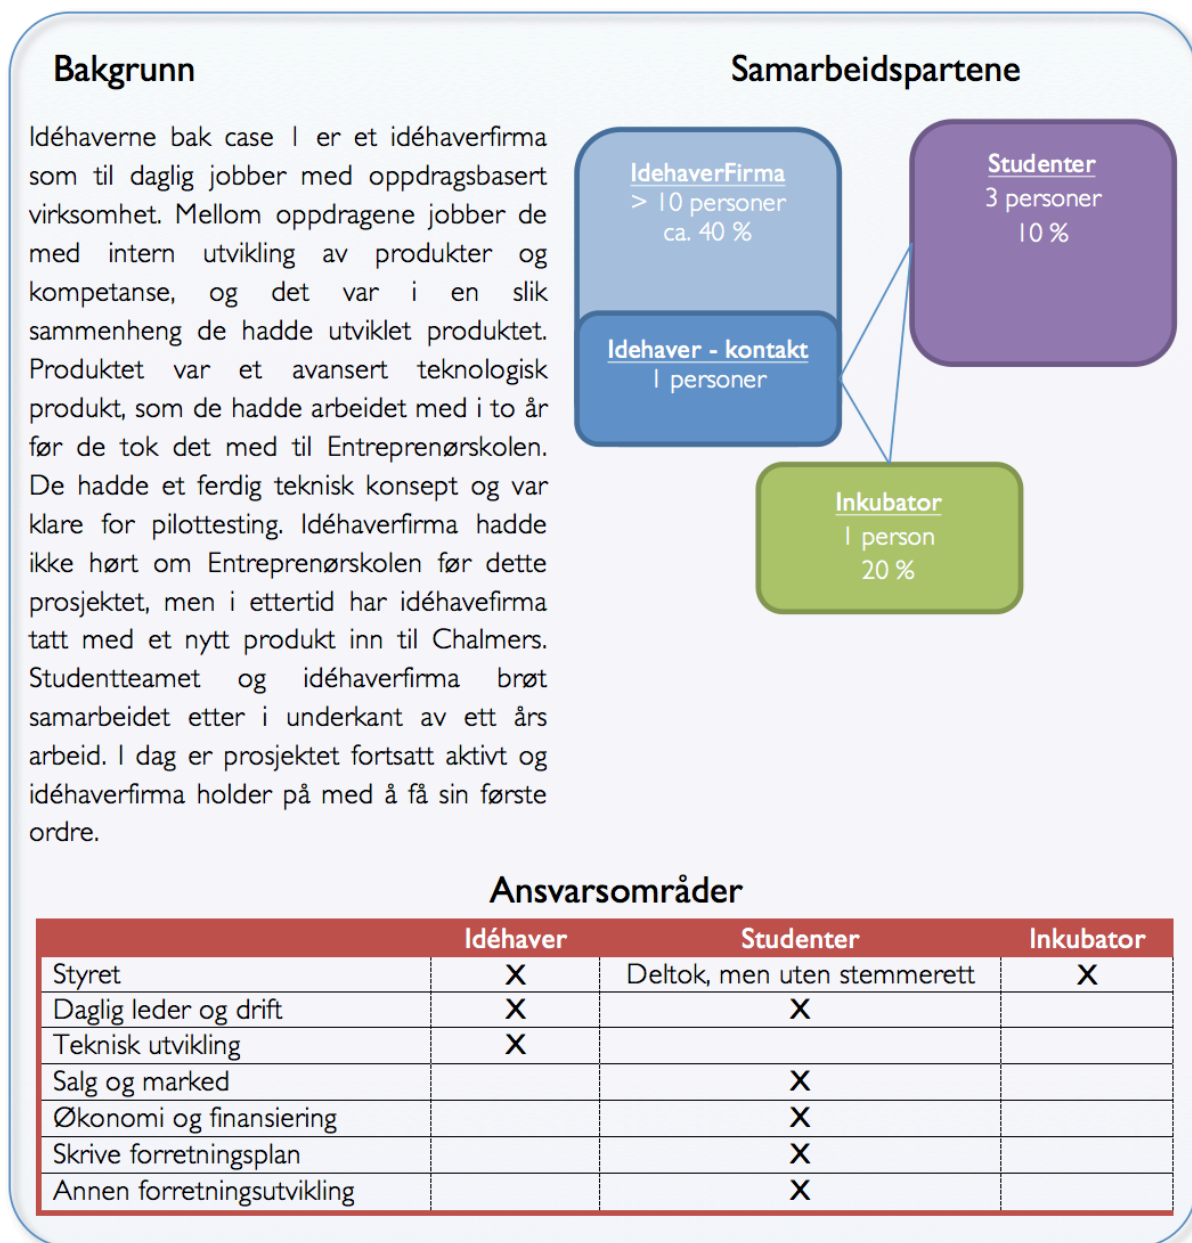 Bakgrunn
Idéhaverne bak case 1 er et idéhaverfirma
som til daglig jobber med oppdragsbasert
virksomhet. Mellom oppdragene jobber de
med intern utvikling av produkter og
kompetanse, og det var i en slik
sammenheng de hadde utviklet produktet.
Produktet var et avansert teknologisk
produkt, som de hadde arbeidet med i to år
før de tok det med til Entreprenørskolen.
De hadde et ferdig teknisk konsept og var
klare for pilottesting. Idéhaverfirma hadde
ikke hørt om Entreprenørskolen før dette
prosjektet, men i ettertid har idéhavefirma
tatt med et nytt produkt inn til Chalmers.
Studentteamet og idéhaverfirma brøt
samarbeidet etter i underkant av ett års
arbeid. I dag er prosjektet fortsatt aktivt og
idéhaverfirma holder på med å få sin første
ordre.
Samarbeidspartene
IdehaverFirma
> 10 personer
ca. 40 %
Idehaver - kontakt
1 personer
Studenter
3 personer
10 %
Inkubator
1 person
20 %
Ansvarsområder
Idéhaver Studenter Inkubator
Styret X Deltok, men uten stemmerett X
Daglig leder og drift X X
Teknisk utvikling X
Salg og marked X
Økonomi og finansiering X
Skrive forretningsplan X
Annen forretningsutvikling X